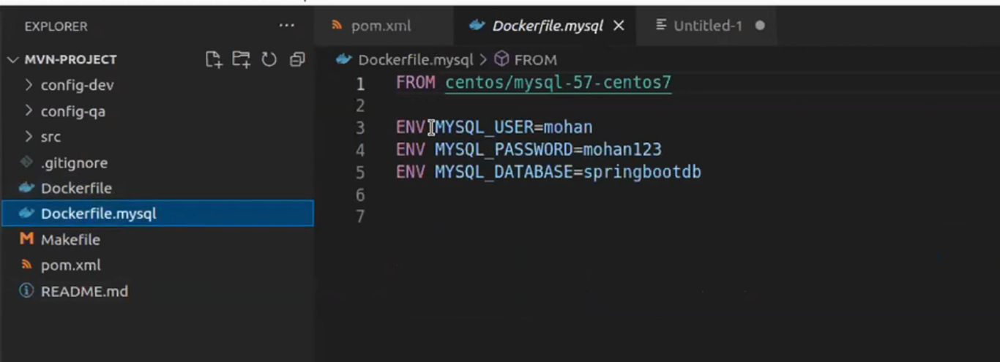 EXPLORER ...
MVN-PROJECT
config-dev
config-qa
src
.gitignore
Dockerfile
Dockerfile.mysql
Makefile
pom.xml
README.md
pom.xml Dockerfile.mysql Untitled-1
Dockerfile.mysql > FROM
1 FROM centos/mysql-57-centos7
2
3 ENV MYSQL_USER=mohan
4 ENV MYSQL_PASSWORD=mohan123
5 ENV MYSQL_DATABASE=springbootdb
6
7